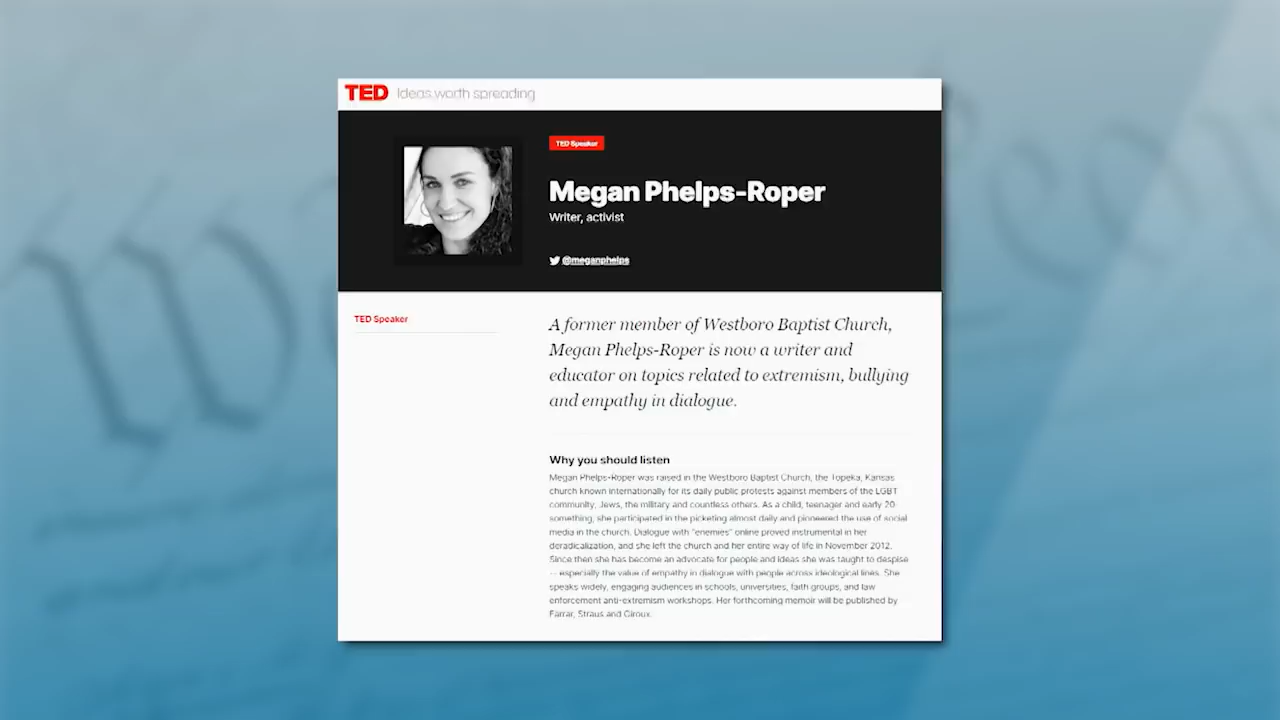 TED Ideas worth spreading
TED Speaker
Megan Phelps-Roper
Writer, activist
@meganphelps
TED Speaker
A former member of Westboro Baptist Church,
Megan Phelps-Roper is now a writer and
educator on topics related to extremism, bullying
and empathy in dialogue.
Why you should listen
Megan Phelps-Roper was raised in the Westboro Baptist Church, the Topeka, Kansas
church known internationally for its daily public protests against members of the LGBT
community, Jews, the military and countless others. As a child, teenager and early 20-
something, she participated in the picketing almost daily and pioneered the use of social
media in the church. Dialogue with "enemies" online proved instrumental in her
deradicalization, and she left the church and her entire way of life in November 2012.
Since then she has become an advocate for people and ideas she was taught to despise
-- especially the value of empathy in dialogue with people across ideological lines. She
speaks widely, engaging audiences in schools, universities, faith groups, and law
enforcement anti-extremism workshops. Her forthcoming memoir will be published by
Farrar, Straus and Giroux.